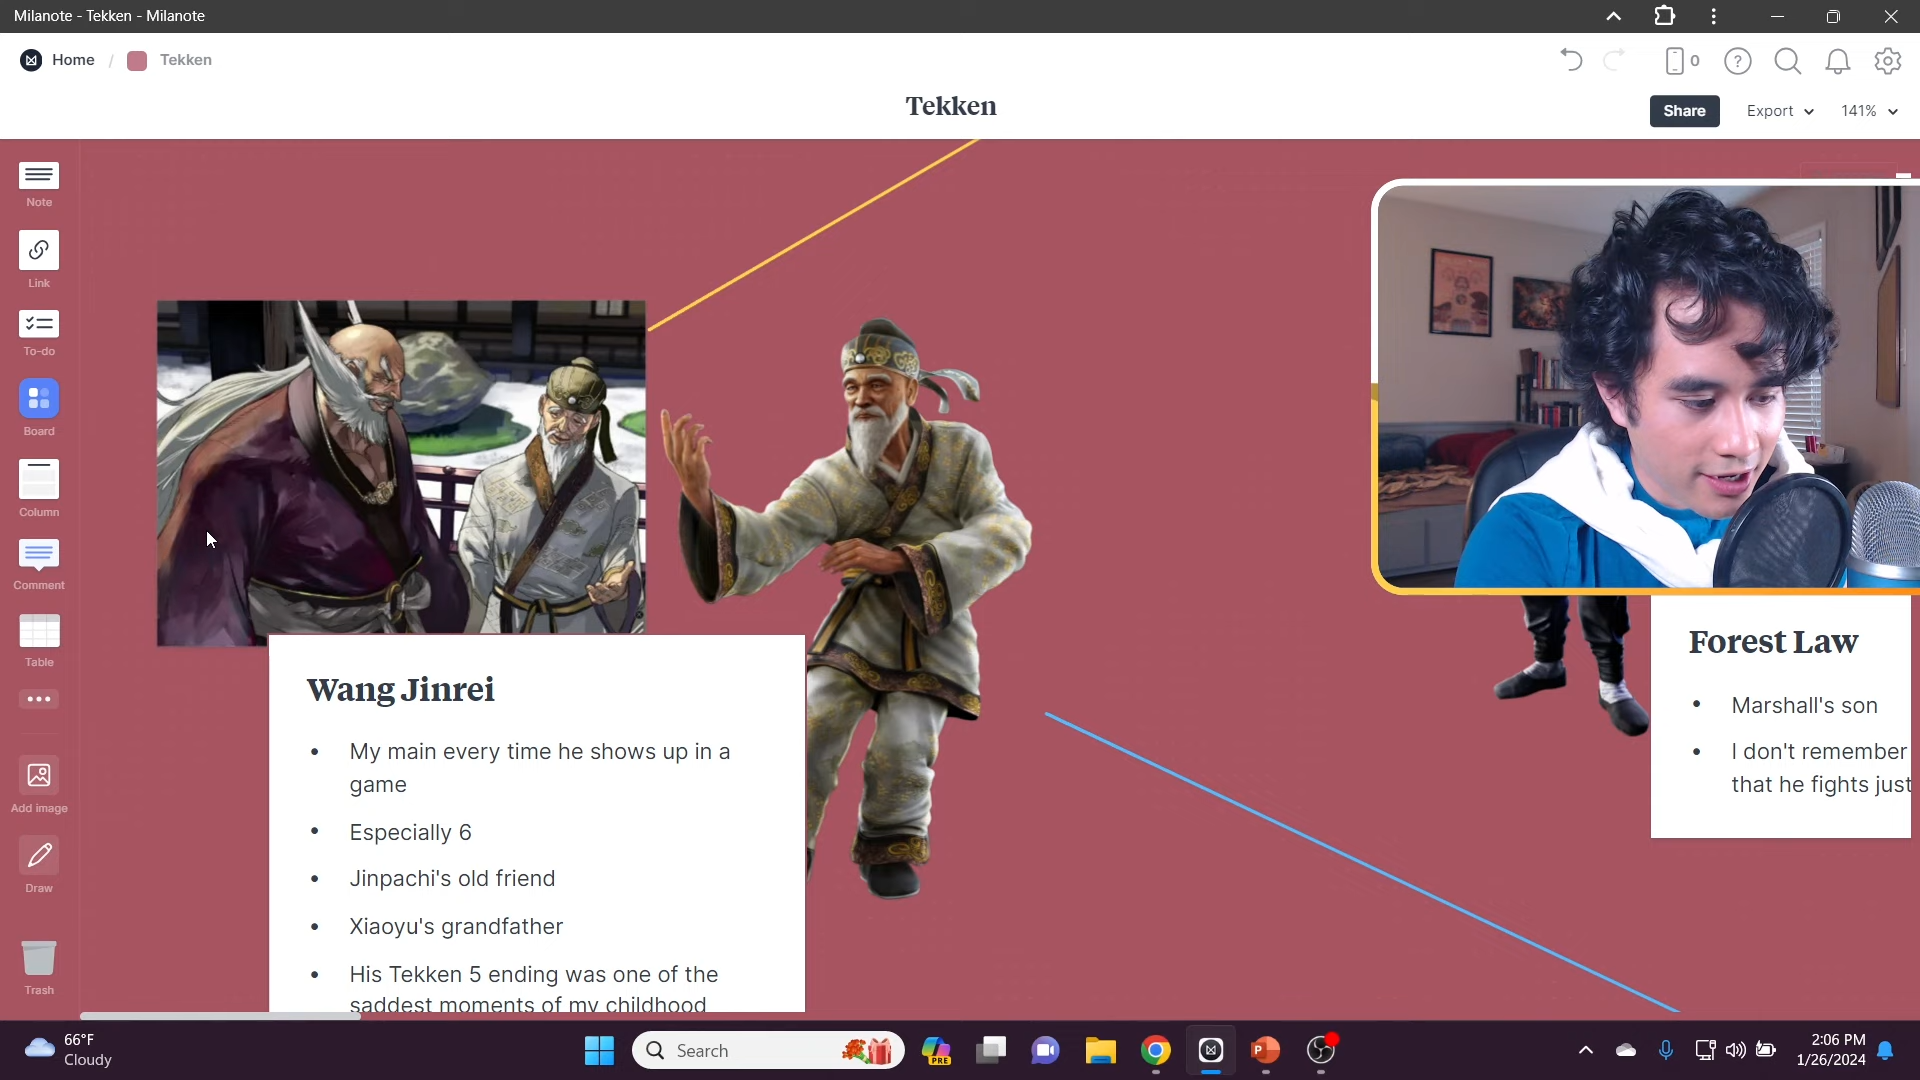 Milanote - Tekken - Milanote
Home / Tekken
0
?
Tekken
Share
Export
141%
Note
Link
To-do
Board
Column
Comment
Table
Add image
Draw
Trash
Wang Jinrei
• My main every time he shows up in a
game
• Especially 6
• Jinpachi's old friend
• Xiaoyu's grandfather
• His Tekken 5 ending was one of the
saddest moments of my childhood
Forest Law
• Marshall's son
• I don't remember
that he fights just
66°F
Cloudy
Search
PRE
P
2:06 PM
1/26/2024